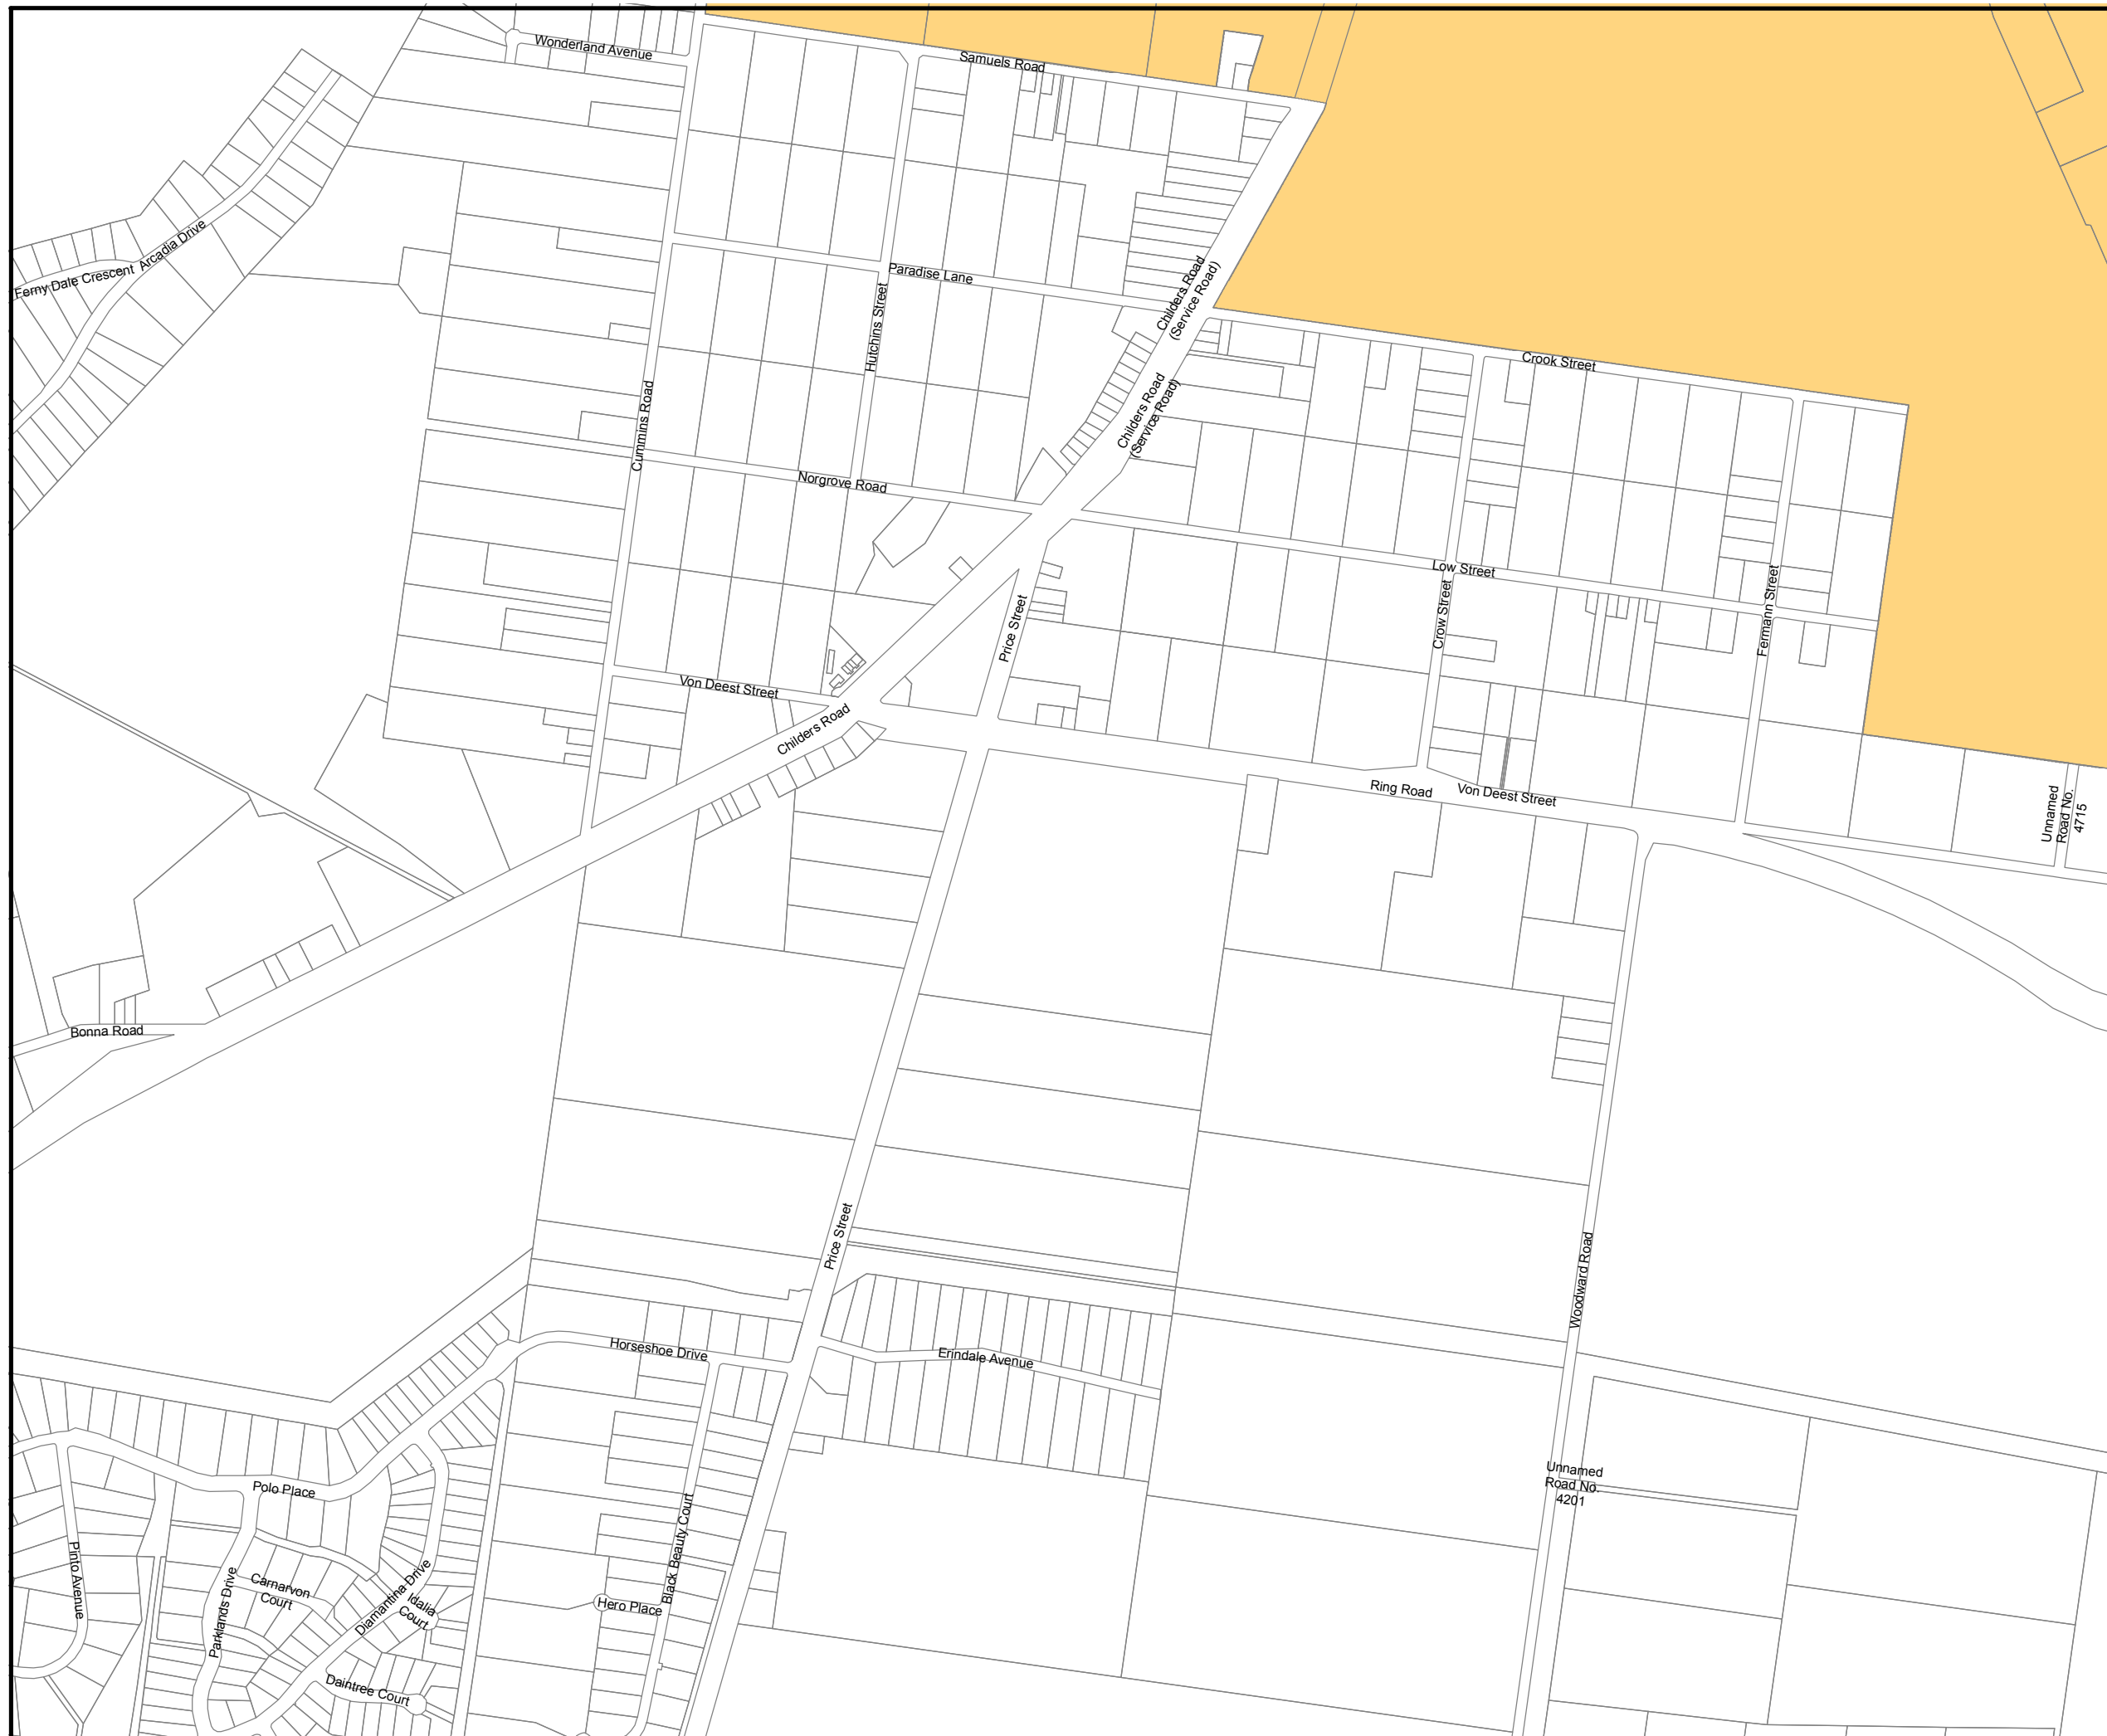 Wonderland Avenue
Samuels Road
Arcadia Drive
Ferny Dale Crescent
Paradise Lane
Hutchins Street
Childers Road
(Service Road)
Crook Street
Cummins Road
Childers Road
(Service Road)
Norgrove Road
Low Street
Crow Street
Fermann Street
Price Street
Von Deest Street
Childers Road
Ring Road
Von Deest Street
Unnamed
Road No.
4715
Bonna Road
Price Street
Woodward Road
Horseshoe Drive
Erindale Avenue
Unnamed
Road No.
4201
Polo Place
Pinto Avenue
Parklands Drive
Carnarvon
Court
Diamantina Drive
Idalia
Court
Black Beauty Court
Hero Place
Daintree Court